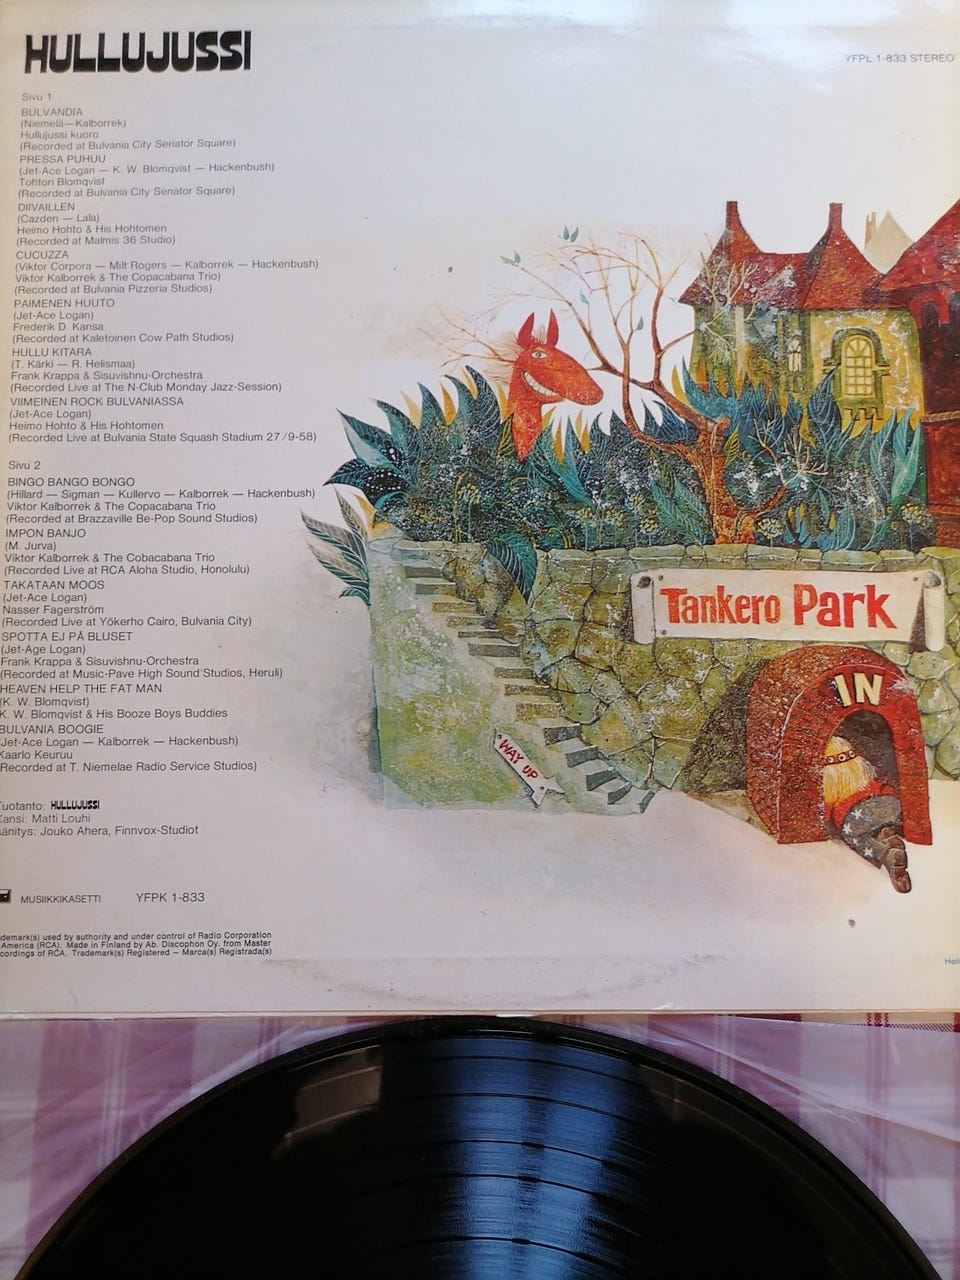 HULLUJUSSI
YFPL 1-833 STEREO
Sivu 1
BULVANDIA
(Niemelä—Kalborrek)
Hullujussi kuoro
(Recorded at Bulvania City Senator Square)
PRESSA PUHUU
(Jet-Ace Logan — K. W. Blomqvist — Hackenbush)
Tohtori Blomqvist
(Recorded at Bulvania City Senator Square)
DIIVAILLEN
(Cazden — Lala)
Heimo Hohto & His Hohtomen
(Recorded at Malmis 36 Studio)
CUCUZZA
(Viktor Corpora — Mill Rogers — Kalborrek — Hackenbush)
Viktor Kalborrek & The Copacabana Trio)
(Recorded at Bulvania Pizzeria Studios)
PAIMENEN HUUTO
(Jet-Ace Logan)
Frederik D. Kansa
(Recorded at Kaletoinen Cow Path Studios)
HULLU KITARA
(T. Kärki — R. Helismaa)
Frank Krappa & Sisuvishnu-Orchestra
(Recorded Live at The N-Club Monday Jazz-Session)
VIIMEINEN ROCK BULVANIASSA
(Jet-Ace Logan)
Heimo Hohto & His Hohtomen
(Recorded Live at Bulvania State Squash Stadium 27/9-58)
Sivu 2
BINGO BANGO BONGO
(Hillard — Sigman — Kullervo — Kalborrek — Hackenbush)
Viktor Kalborrek & The Copacabana Trio
(Recorded at Brazzaville Be-Pop Sound Studios)
IMPON BANJO
(M. Jurva)
Viktor Kalborrek & The Cobacabana Trio
(Recorded Live at RCA Aloha Studio, Honolulu)
TAKATAAN MOOS
(Jet-Ace Logan)
Nasser Fagerström
(Recorded Live at Yökerho Cairo, Bulvania City)
SPOTTA EJ PÅ BLUSET
(Jet-Age Logan)
Frank Krappa & Sisuvishnu-Orchestra
(Recorded at Music-Pave High Sound Studios, Heruli)
HEAVEN HELP THE FAT MAN
(K. W. Blomqvist)
K. W. Blomqvist & His Booze Boys Buddies
BULVANIA BOOGIE
Jet-Ace Logan — Kalborrek — Hackenbush)
Kaarlo Keuruu
Recorded at T. Niemelae Radio Service Studios)
Tuotanto: HULLUJUSSI
Kansi: Matti Louhi
änitys: Jouko Ahera, Finnvox-Studiot
MUSIIKKIKASETTI YFPK 1-833
demark(s) used by authority and under control of Radio Corporation
America (RCA). Made in Finland by Ab. Discophon Oy. from Master
cordings of RCA. Trademark(s) Registered — Marca(s) Registrada(s)
Tankero Park
IN
WAY UP
Hel